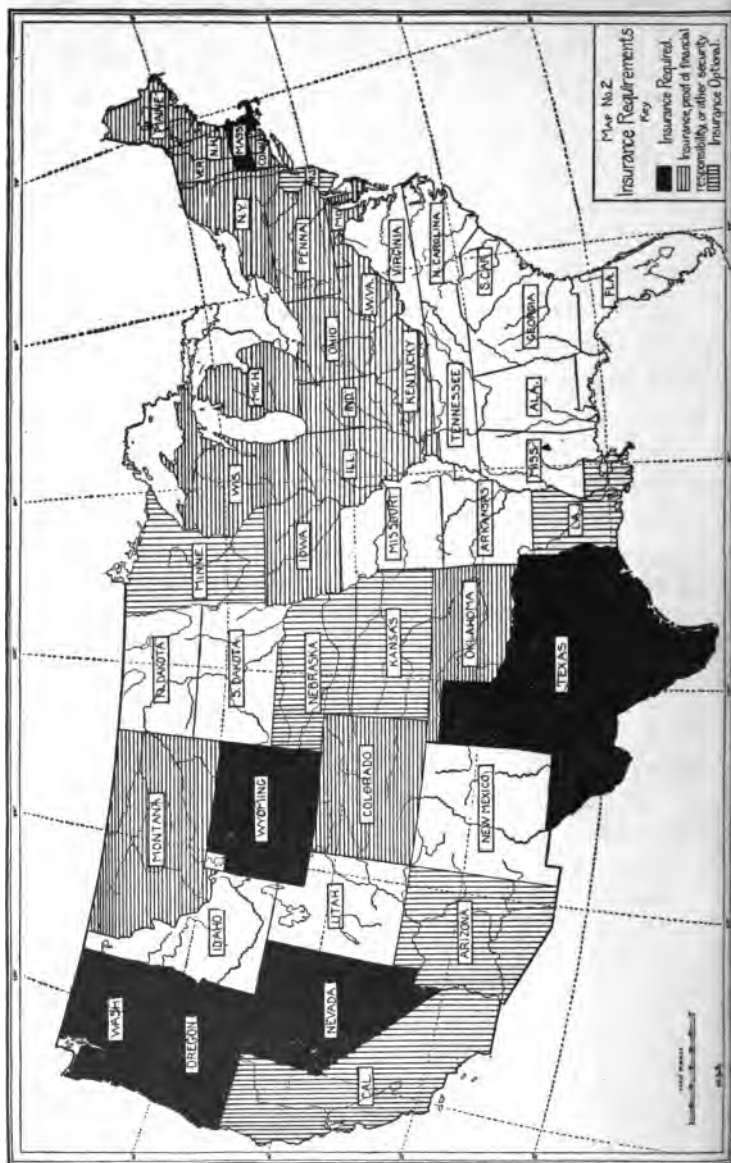 Map No. 2
Insurance Requirements
Key
Insurance Required.
Insurance, proof of financial
responsibility, or other security
Insurance Optional.
WASH
OREGON
CAL
NEVADA
IDAHO
MONTANA
WYOMING
UTAH
ARIZONA
COLORADO
NEW MEXICO
N. DAKOTA
S. DAKOTA
NEBRASKA
KANSAS
OKLAHOMA
TEXAS
MINNE
IOWA
MISSOURI
ARKANSAS
LA.
WIS
ILL
MICH
IND.
OHIO
KENTUCKY
TENNESSEE
MISS
ALA.
GEORGIA
FLA
S.CAR
N. CAROLINA
VIRGINIA
W.VA.
PENNA
N.Y
MD
N.J
CONN
MASS
VER
N.H.
MAINE